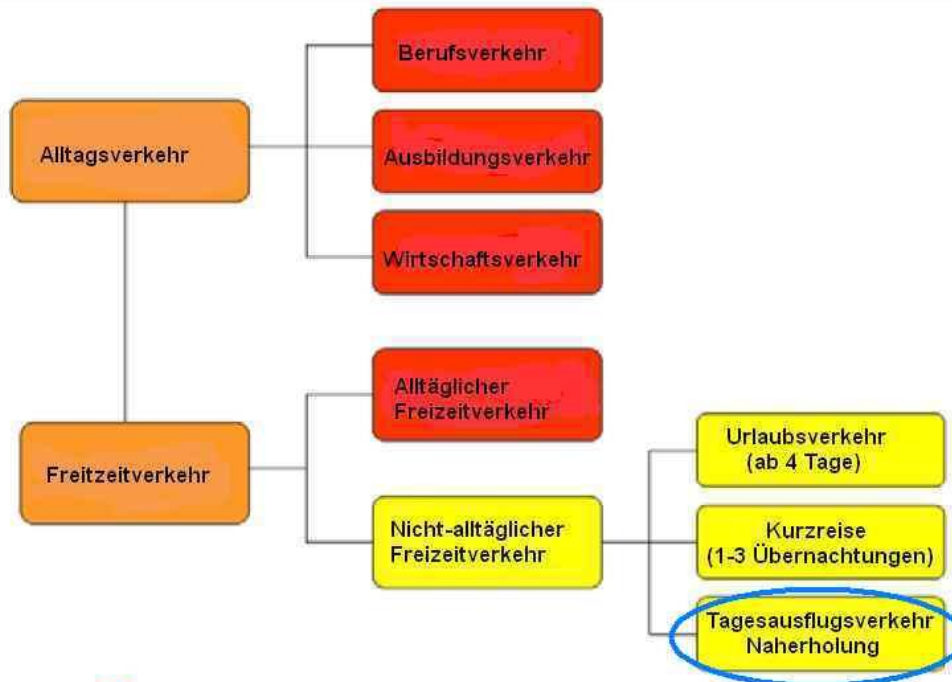 Alltagsverkehr
Berufsverkehr
Ausbildungsverkehr
Wirtschaftsverkehr
Freitzeitverkehr
Alltäglicher
Freizeitverkehr
Nicht-alltäglicher
Freizeitverkehr
Urlaubsverkehr
(ab 4 Tage)
Kurzreise
(1-3 Übernachtungen)
Tagesausflugsverkehr
Naherholung